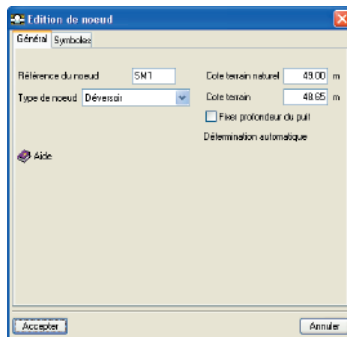 Edition de noeud
Général Symboles
Référence du noeud SM1 Cote terrain naturel 49.00 m
Type de noeud Déversoir Cote terrain 48.65 m
Fixer profondeur du puit
Détermination automatique
Aide
Accepter Annuler